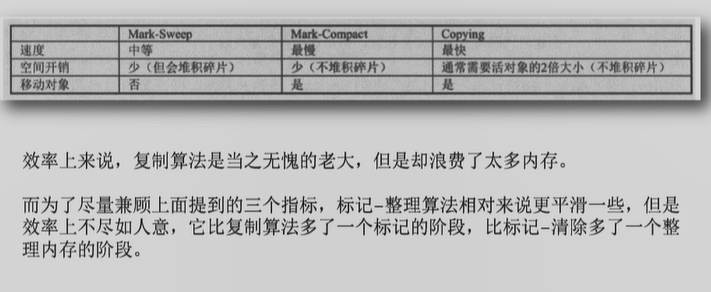 Mark-Sweep Mark-Compact Copying
速度 中等 最慢 最快
空间开销 少（但会堆积碎片） 少（不堆积碎片） 通常需要活对象的2倍大小（不堆积碎片）
移动对象 否 是 是
效率上来说，复制算法是当之无愧的老大，但是却浪费了太多内存。
而为了尽量兼顾上面提到的三个指标，标记-整理算法相对来说更平滑一些，但是
效率上不尽如人意，它比复制算法多了一个标记的阶段，比标记-清除多了一个整
理内存的阶段。